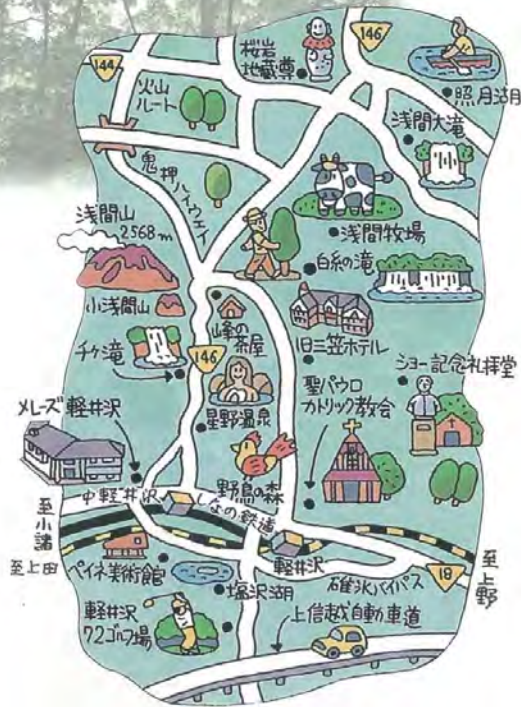 146
桜岩
地蔵尊
144
照月湖
火山
ルート
浅間大滝
鬼押ハイウェイ
浅間山
2568m
浅間牧場
白糸の滝
小浅間山
峰の
茶屋
旧三笠ホテル
千ヶ滝
146
ショー記念礼拝堂
聖パウロ
カトリック教会
星野温泉
メレーズ軽井沢
野鳥の森
中軽井沢
しなの鉄道
至小諸
至上田
軽井沢
至上野
18
ペイネ美術館
塩沢湖
碓氷バイパス
軽井沢
72ゴルフ場
上信越自動車道